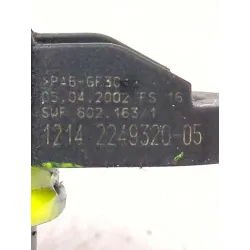 >PA6-GF30<
05.04.2002 FS 16
SWF 602.163/1
1214 2249320-05